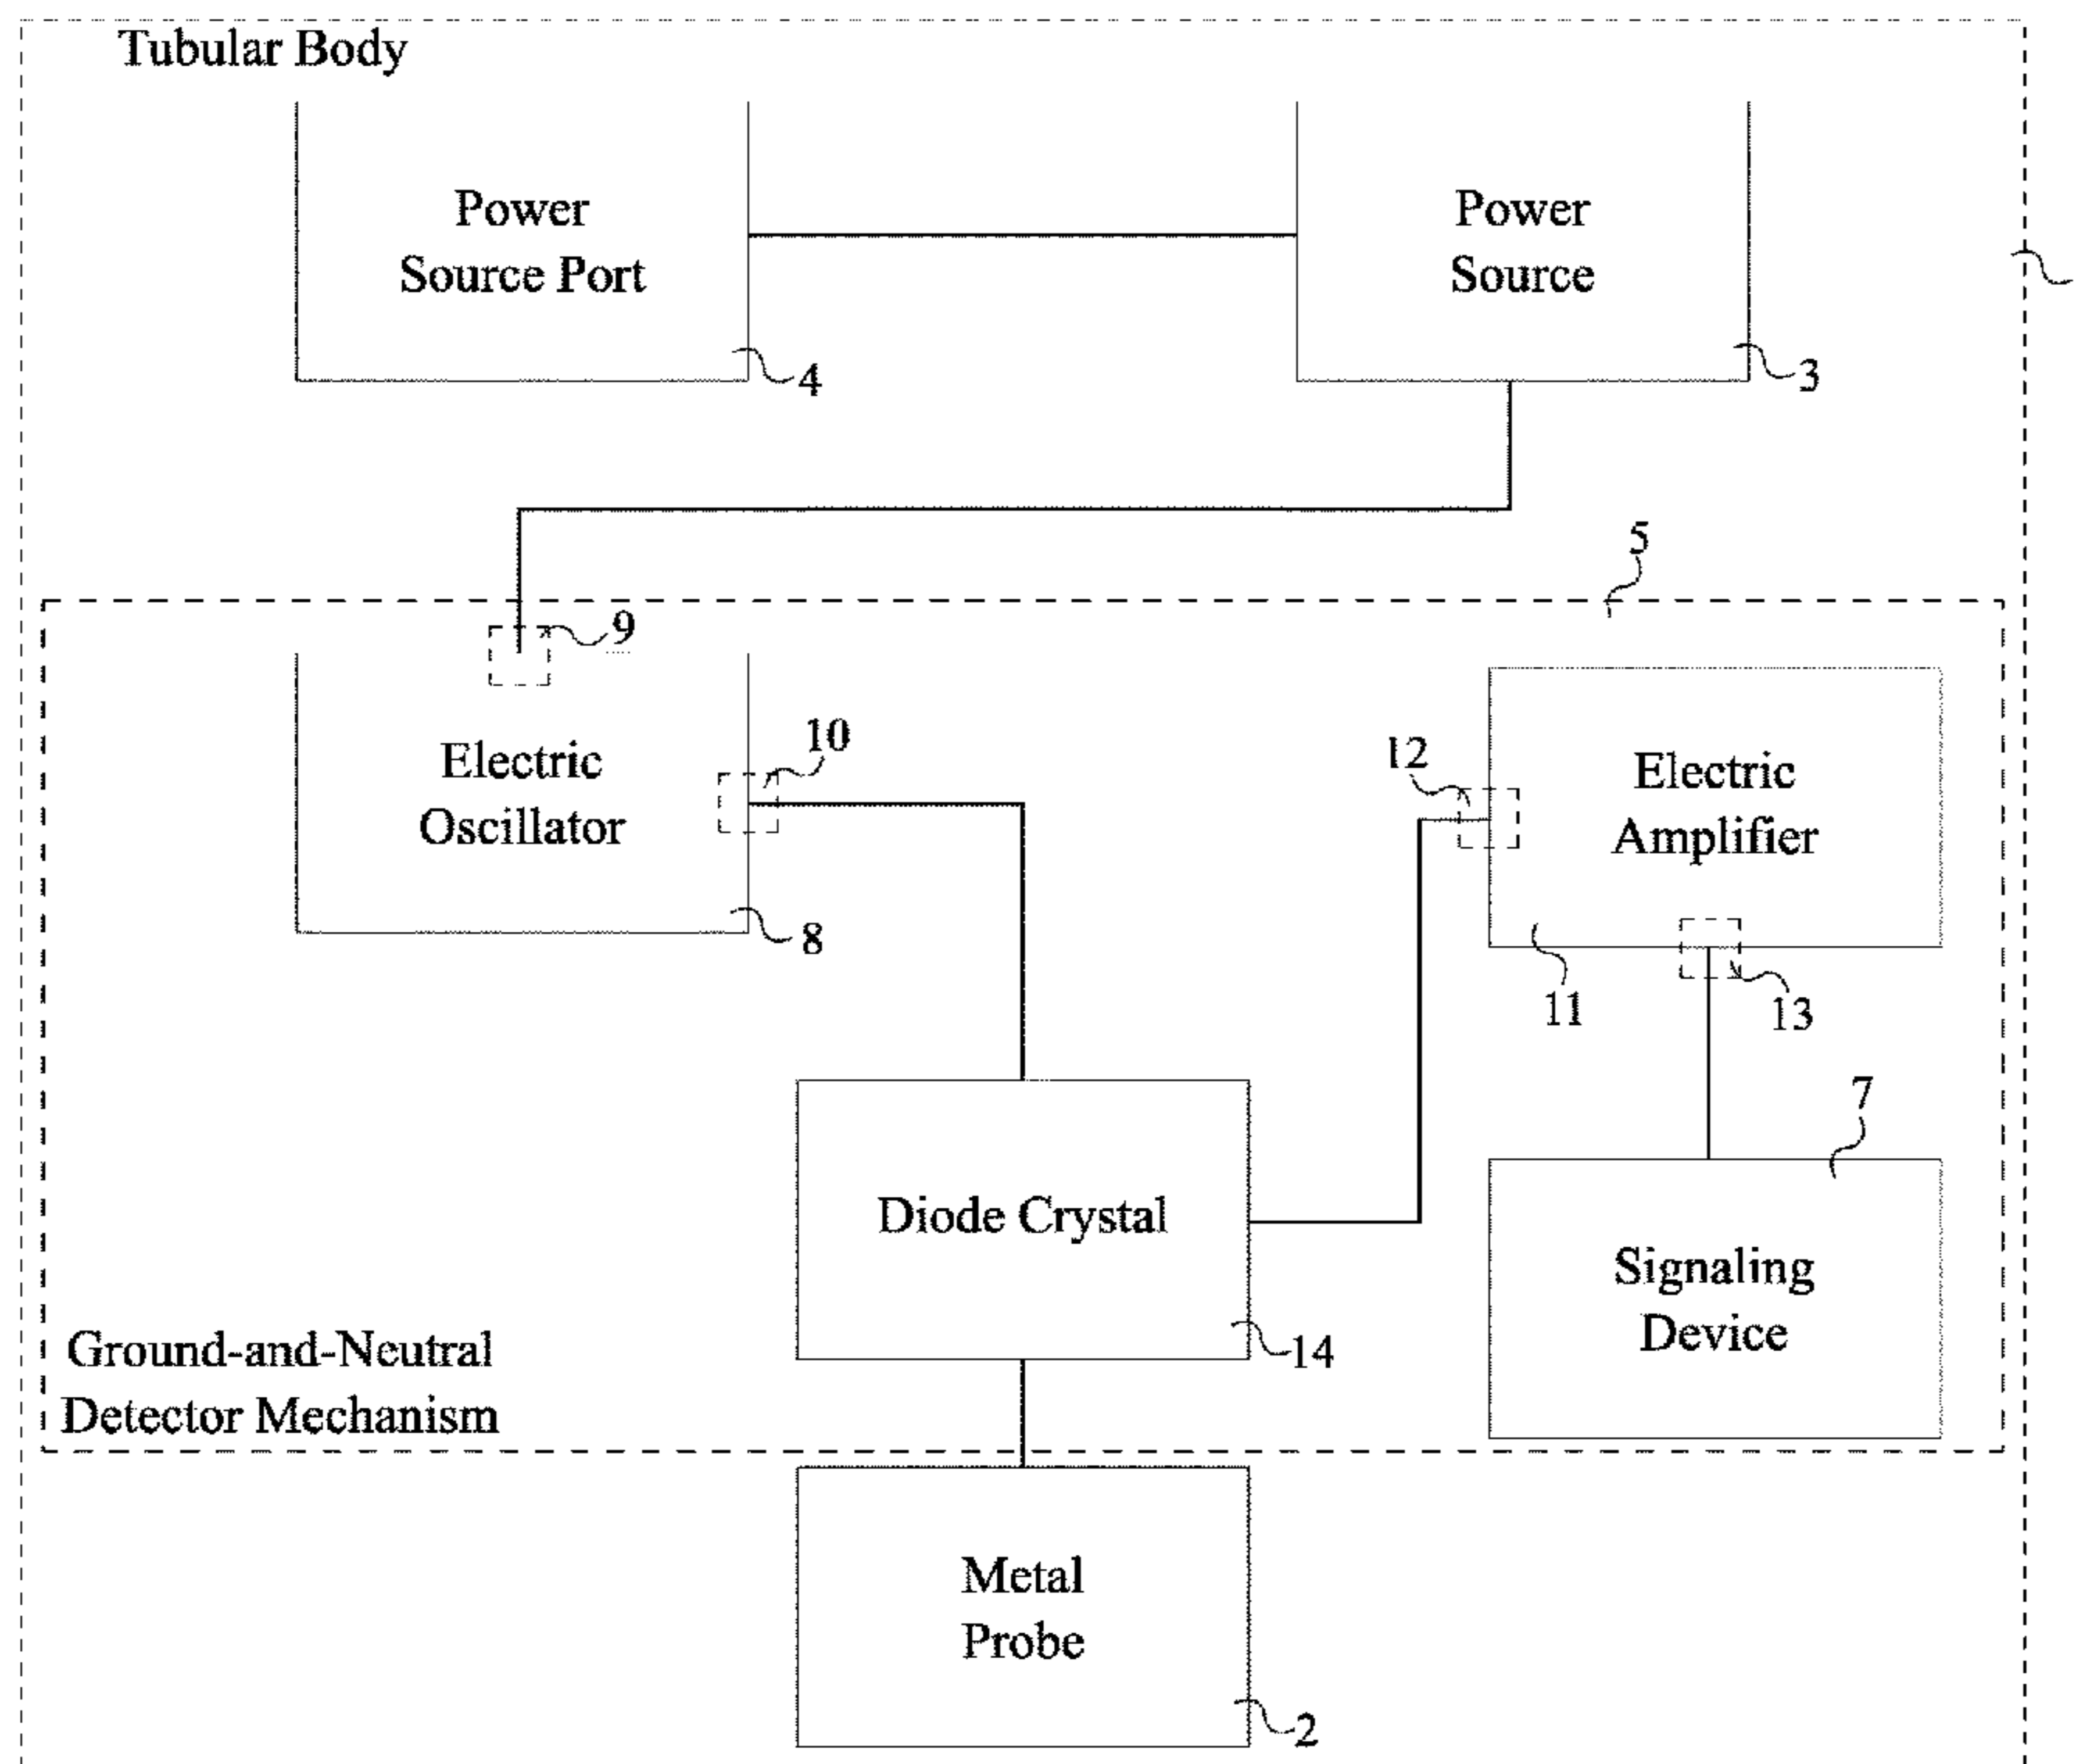 Tubular Body
Power
Source Port
4
Power
Source
3
5
9
Electric
Oscillator
10
8
12
Electric
Amplifier
11
13
7
Diode Crystal
14
Signaling
Device
Ground-and-Neutral
Detector Mechanism
Metal
Probe
2